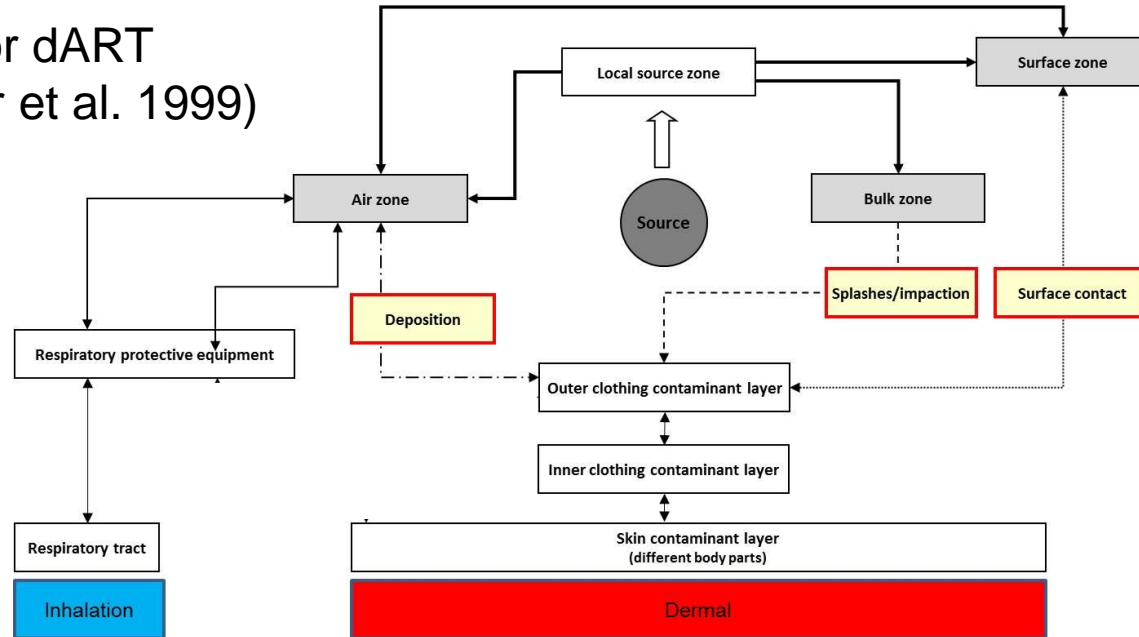 or dART
r et al. 1999)
Local source zone
Surface zone
Air zone
Source
Bulk zone
Splashes/impaction
Surface contact
Deposition
Respiratory protective equipment
Outer clothing contaminant layer
Inner clothing contaminant layer
Respiratory tract
Skin contaminant layer
(different body parts)
Inhalation
Dermal